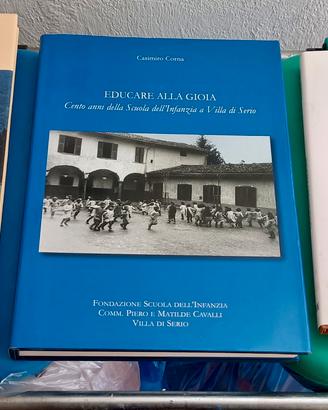 Casimiro Corna
EDUCARE ALLA GIOIA
Cento anni della Scuola dell'Infanzia a Villa di Serio
FONDAZIONE SCUOLA DELL'INFANZIA
COMM. PIERO E MATILDE CAVALLI
VILLA DI SERIO